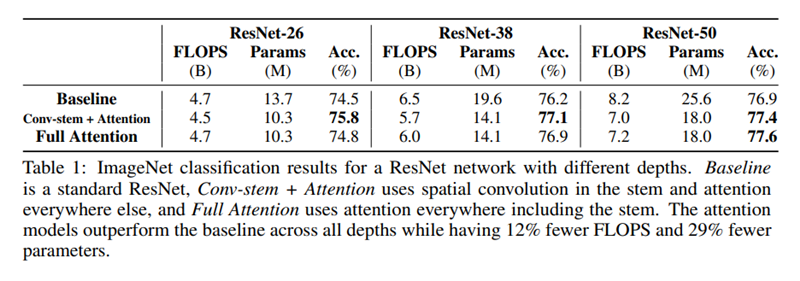 ResNet-26 ResNet-38 ResNet-50
FLOPS Params Acc. FLOPS Params Acc. FLOPS Params Acc.
(B) (M) (%) (B) (M) (%) (B) (M) (%)
Baseline 4.7 13.7 74.5 6.5 19.6 76.2 8.2 25.6 76.9
Conv-stem + Attention 4.5 10.3 75.8 5.7 14.1 77.1 7.0 18.0 77.4
Full Attention 4.7 10.3 74.8 6.0 14.1 76.9 7.2 18.0 77.6
Table 1: ImageNet classification results for a ResNet network with different depths. Baseline
is a standard ResNet, Conv-stem + Attention uses spatial convolution in the stem and attention
everywhere else, and Full Attention uses attention everywhere including the stem. The attention
models outperform the baseline across all depths while having 12% fewer FLOPS and 29% fewer
parameters.